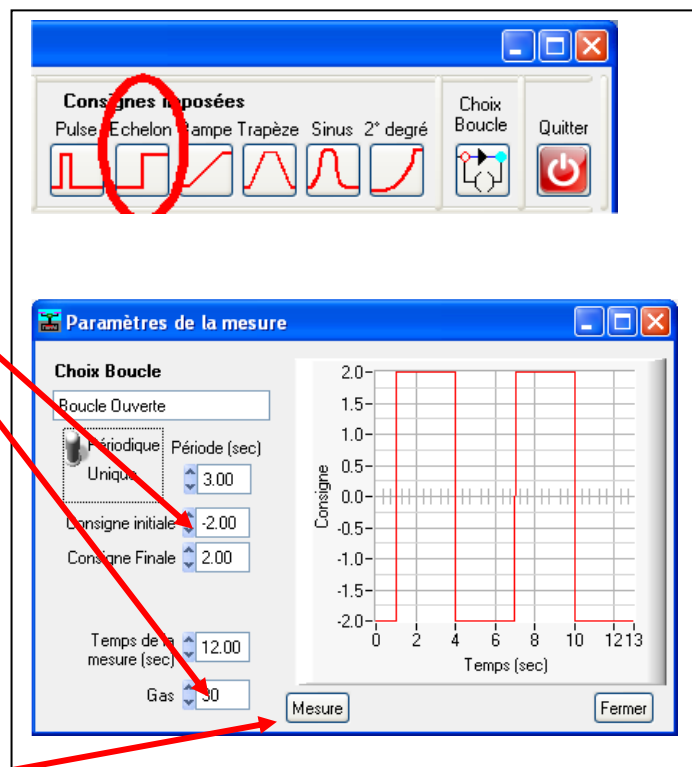 Consignes imposées
Choix
Boucle
Pulse Echelon Rampe Trapèze Sinus 2° degré
Quitter
Paramètres de la mesure
Choix Boucle
Boucle Ouverte
Périodique
Unique
Période (sec)
3.00
Consigne initiale -2.00
Consigne Finale 2.00
Temps de la
mesure (sec)
12.00
Gas 30
Mesure
Consigne
2.0
1.5
1.0
0.5
0.0
-0.5
-1.0
-1.5
-2.0
0 2 4 6 8 10 12 13
Temps (sec)
Fermer